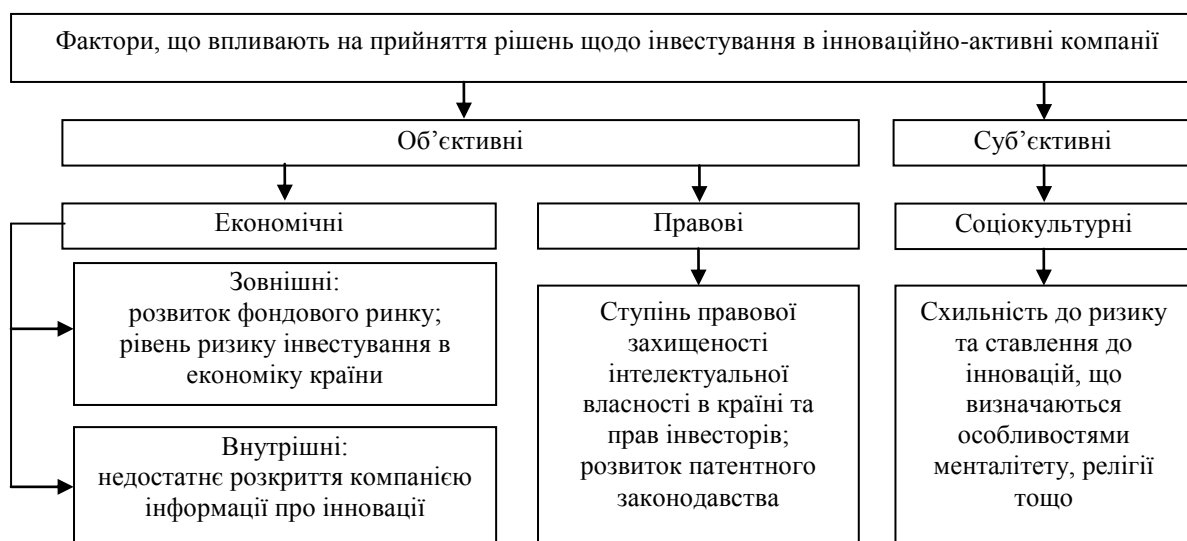 Фактори, що впливають на прийняття рішень щодо інвестування в інноваційно-активні компанії
Об’єктивні
Суб’єктивні
Економічні
Правові
Соціокультурні
Зовнішні:
розвиток фондового ринку;
рівень ризику інвестування в
економіку країни
Внутрішні:
недостатнє розкриття компанією
інформації про інновації
Ступінь правової
захищеності
інтелектуальної
власності в країні та
прав інвесторів;
розвиток патентного
законодавства
Схильність до ризику
та ставлення до
інновацій, що
визначаються
особливостями
менталітету, релігії
тощо